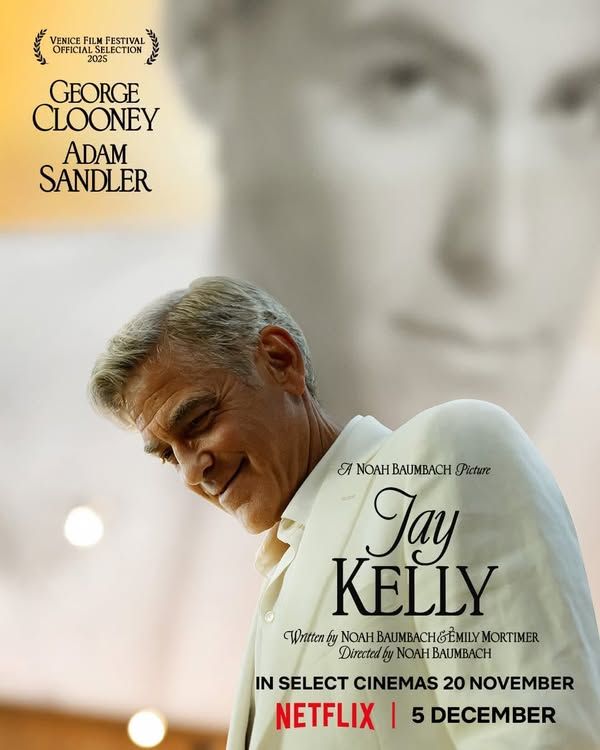 VENICE FILM FESTIVAL
OFFICIAL SELECTION
2025
GEORGE
CLOONEY
ADAM
SANDLER
A NOAH BAUMBACH Picture
Jay
KELLY
Written by NOAH BAUMBACH & EMILY MORTIMER
Directed by NOAH BAUMBACH
IN SELECT CINEMAS 20 NOVEMBER
NETFLIX | 5 DECEMBER